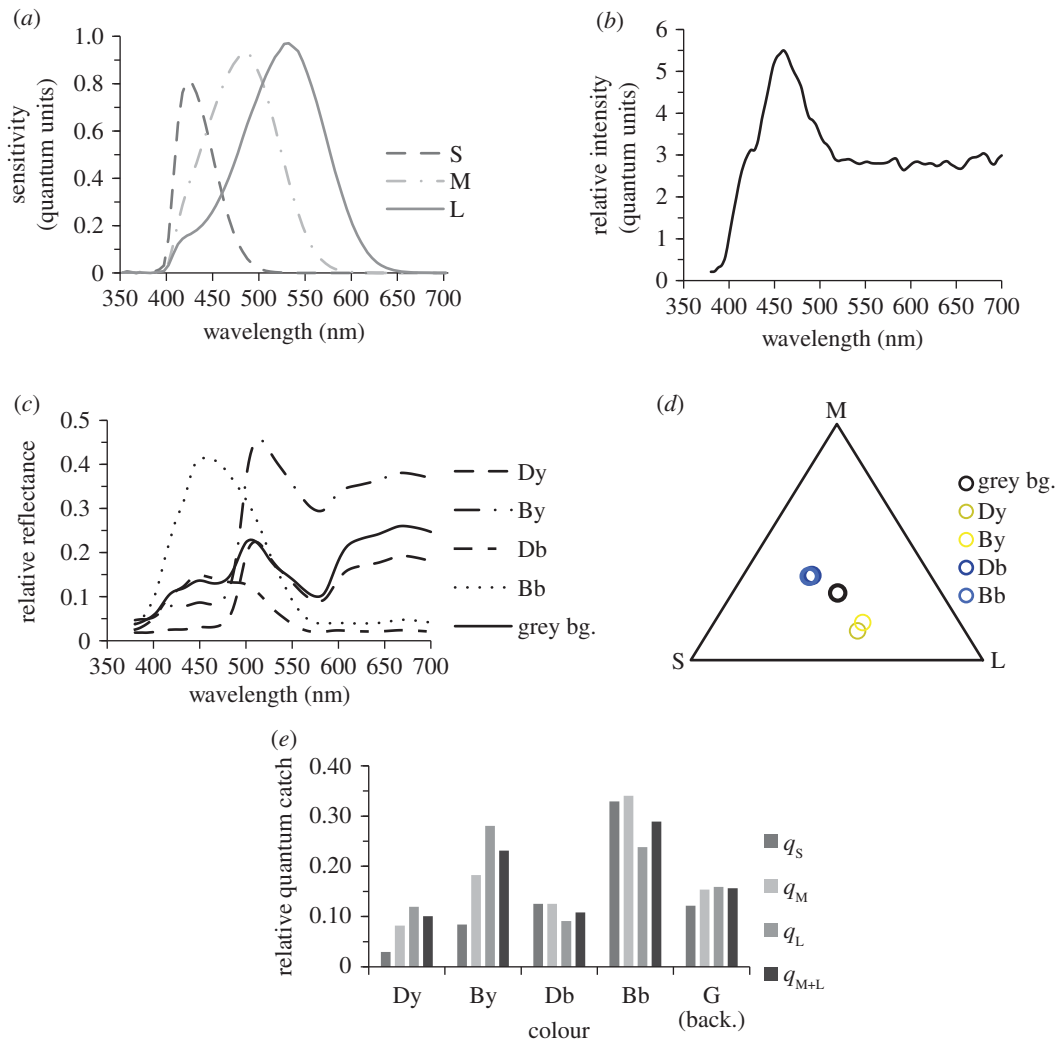 (a)
sensitivity
(quantum units)
1.0
0.8
0.6
0.4
0.2
0
350 400 450 500 550 600 650 700
wavelength (nm)
S
M
L
(b)
relative intensity
(quantum units)
6
5
4
3
2
1
0
350 400 450 500 550 600 650 700
wavelength (nm)
(c)
relative reflectance
0.5
0.4
0.3
0.2
0.1
0
350 400 450 500 550 600 650 700
wavelength (nm)
Dy
By
Db
Bb
grey bg.
(d)
M
S
L
grey bg.
Dy
By
Db
Bb
(e)
relative quantum catch
0.40
0.30
0.20
0.10
0
Dy By Db Bb G
(back.)
colour
qS
qM
qL
qM+L